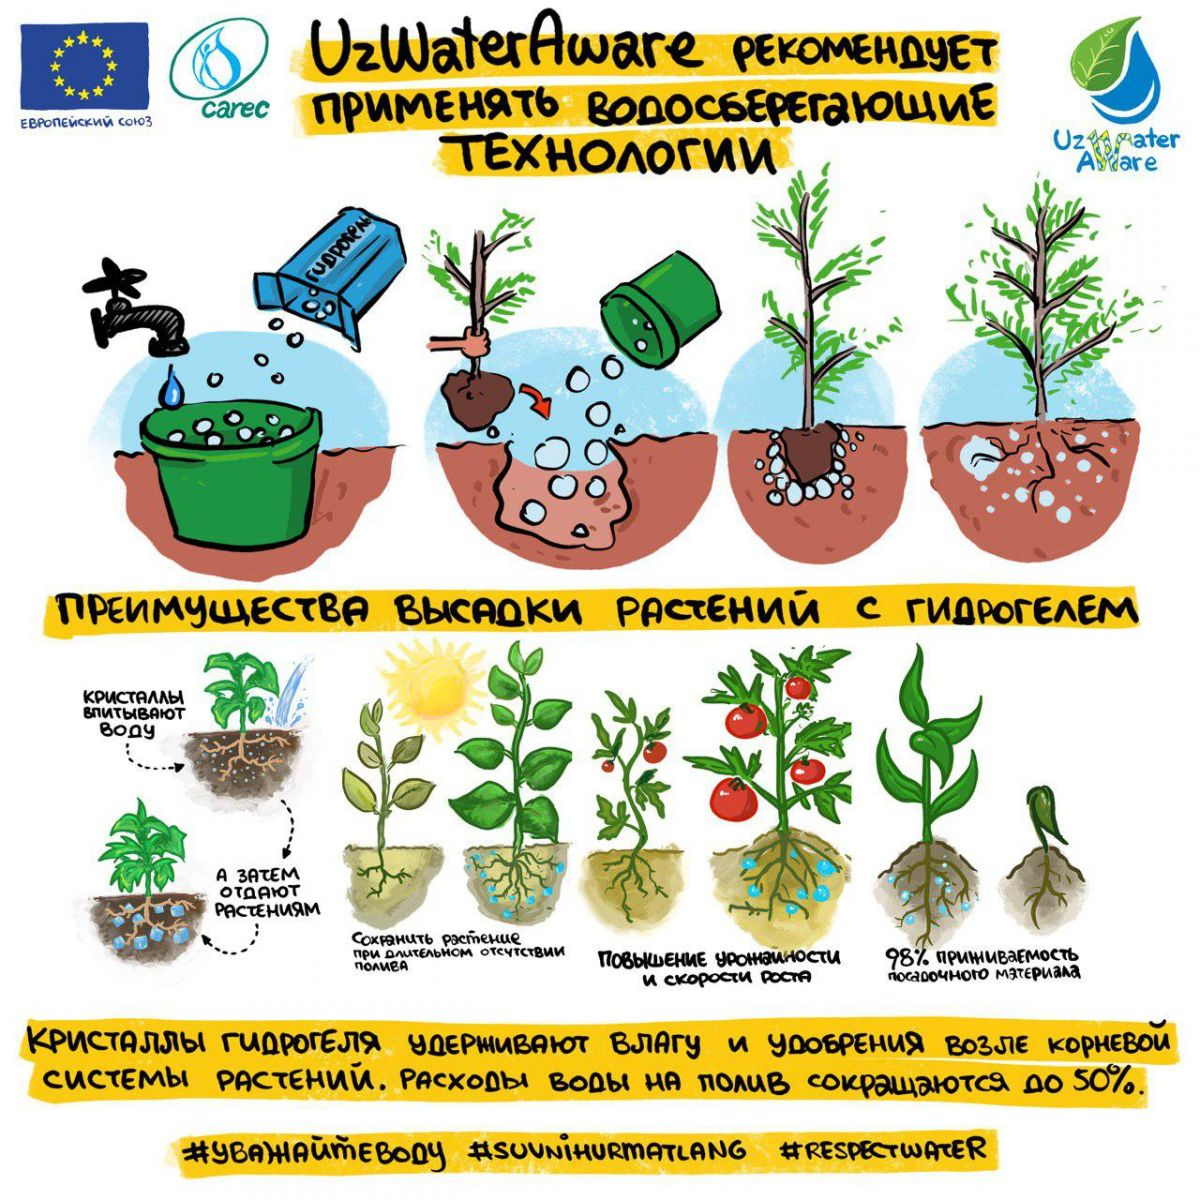 ЕВРОПЕЙСКИЙ СОЮЗ
carec
UzWaterAware РЕКОМЕНДУЕТ
ПРИМЕНЯТЬ ВОДОСБЕРЕГАЮЩИЕ
ТЕХНОЛОГИИ
Uz Water
AWare
ГИДРОГЕЛЬ
ПРЕИМУЩЕСТВА ВЫСАДКИ РАСТЕНИЙ С ГИДРОГЕЛЕМ
КРИСТАЛЛЫ
ВПИТЫВАЮТ
ВОДУ
А ЗАТЕМ
ОТДАЮТ
РАСТЕНИЯМ
Сохранить растение
при длительном отсутствии
полива
Повышение урожайности
и скорости роста
98% приживаемость
посадочного материала
КРИСТАЛЛЫ ГИДРОГЕЛЯ УДЕРЖИВАЮТ ВЛАГУ И УДОБРЕНИЯ ВОЗЛЕ КОРНЕВОЙ
СИСТЕМЫ РАСТЕНИЙ. РАСХОДЫ ВОДЫ НА ПОЛИВ СОКРАЩАЮТСЯ ДО 50%.
#УВАЖАЙТЕВОДУ #SUVNIHURMATLANG #RESPECTWATER